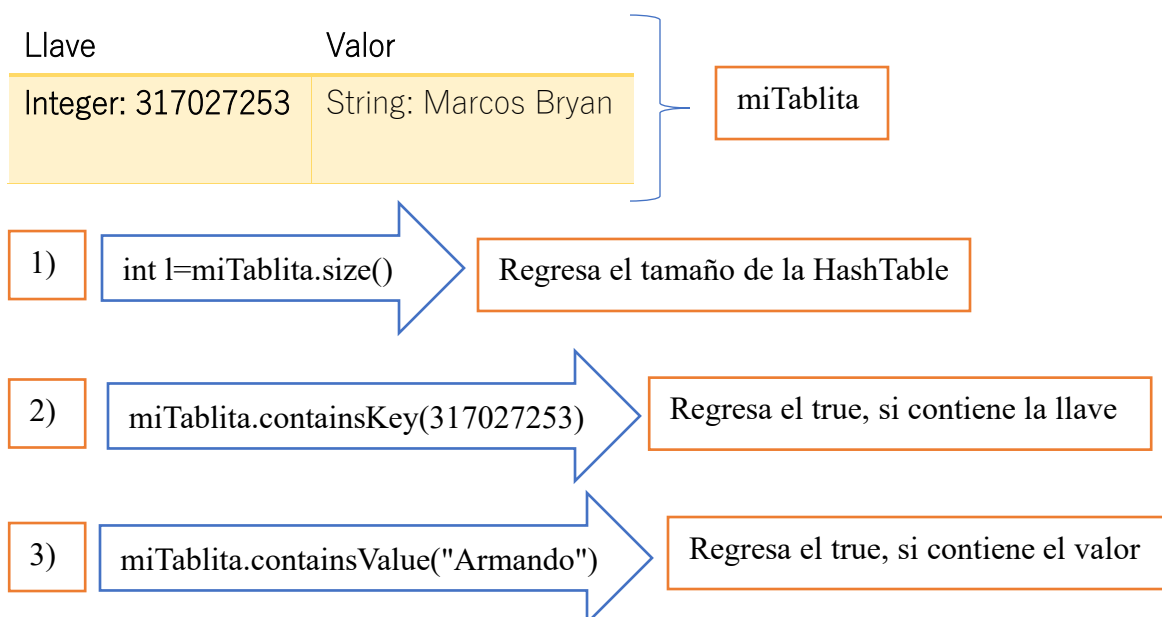 Llave Valor
Integer: 317027253 String: Marcos Bryan
miTablita
1) int l=miTablita.size() Regresa el tamaño de la HashTable
2) miTablita.containsKey(317027253) Regresa el true, si contiene la llave
3) miTablita.containsValue("Armando") Regresa el true, si contiene el valor